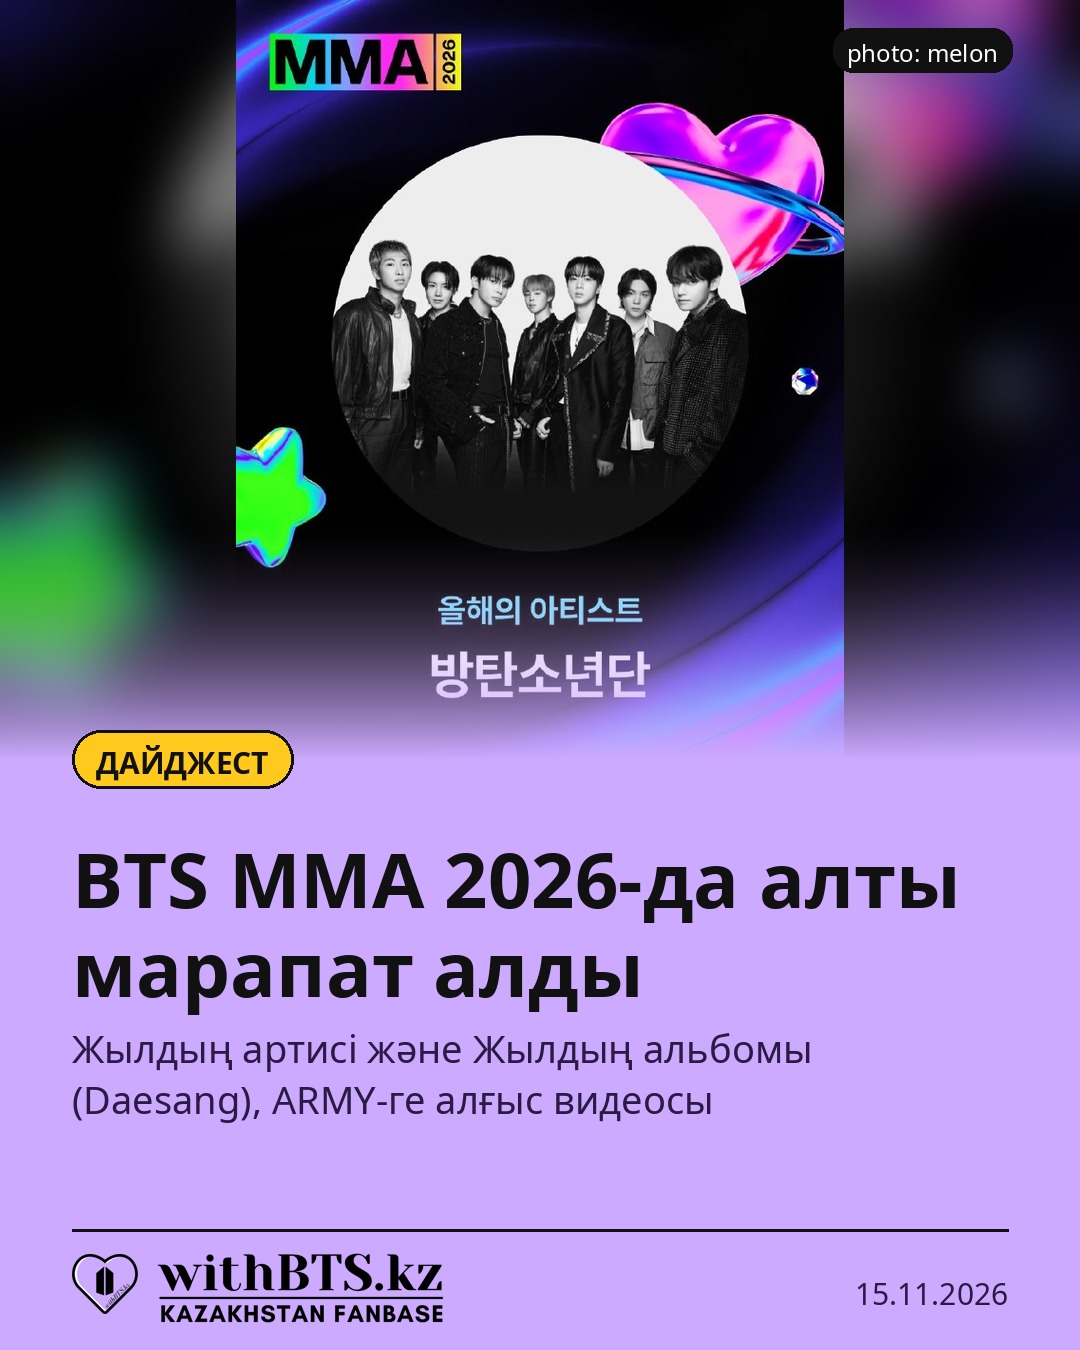 MMA 2026
photo: melon
올해의 아티스트
방탄소년단
ДАЙДЖЕСТ
BTS MMA 2026-да алты
марапат алды
Жылдың артисі және Жылдың альбомы
(Daesang), ARMY-ге алғыс видеосы
withBTS.kz
KAZAKHSTAN FANBASE
15.11.2026